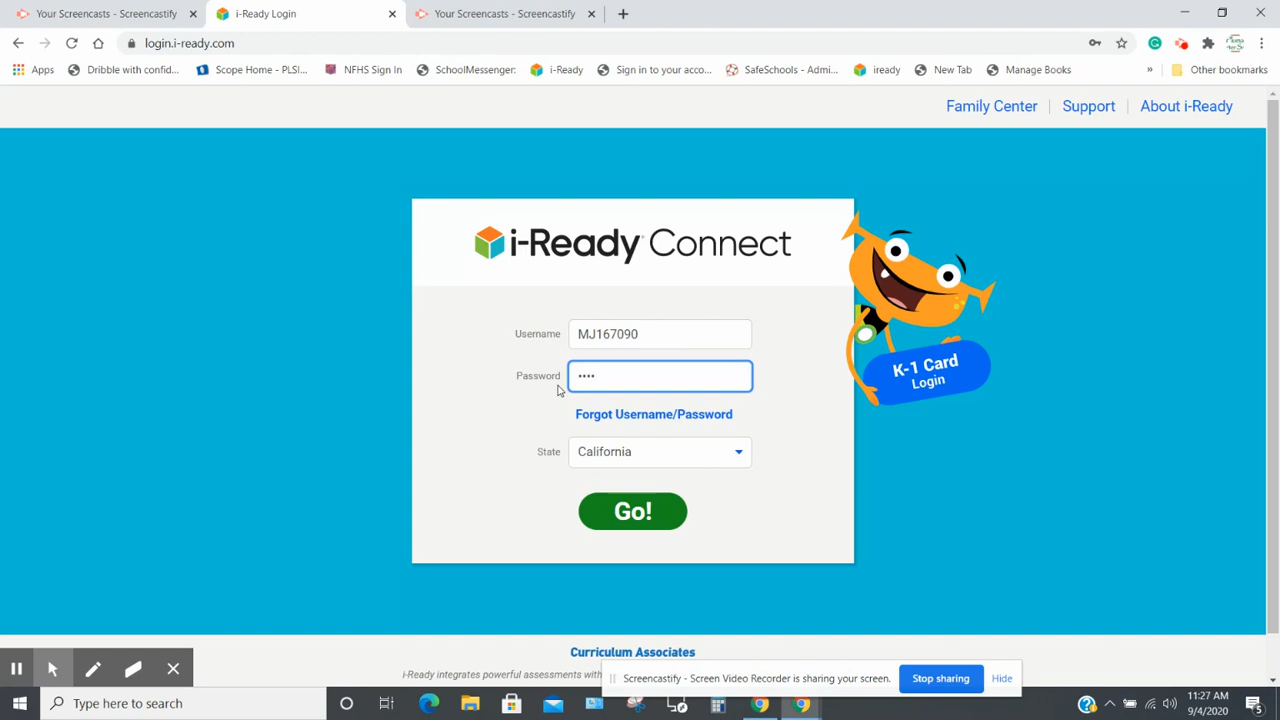 Your Screencasts - Screencastify
i-Ready Login
Your Screencasts - Screencastify
login.i-ready.com
Apps
Dribble with confid...
Scope Home - PLSI...
NFHS Sign In
SchoolMessenger:
i-Ready
Sign in to your acco...
SafeSchools - Admi...
iready
New Tab
Manage Books
»
Other bookmarks
Family Center
Support
About i-Ready
i-Ready Connect
Username
MJ167090
Password
••••
Forgot Username/Password
State
California
Go!
K-1 Card
Login
Curriculum Associates
i-Ready integrates powerful assessments with
Screencastify - Screen Video Recorder is sharing your screen.
Stop sharing
Hide
Type here to search
11:27 AM
9/4/2020
5